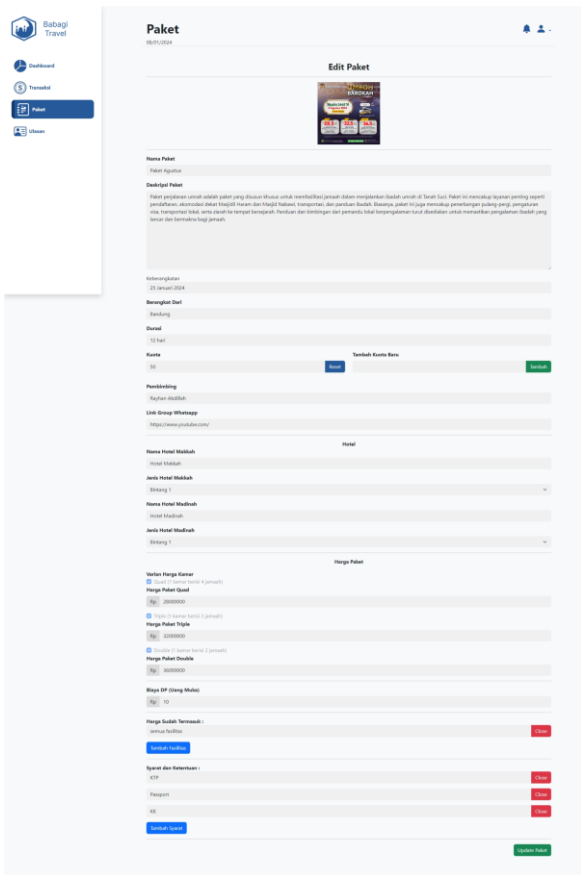 Babagi
Travel
Dashboard
Transaksi
Paket
Ulasan
Paket
08/01/2024
Edit Paket
UMROH
BAROKAH
Nama Paket
Paket Agustus
Deskripsi Paket
Paket perjalanan umrah adalah paket yang disusun khusus untuk memfasilitasi jamaah dalam menjalankan ibadah umrah di Tanah Suci. Paket ini mencakup layanan penting seperti
pendaftaran, akomodasi dekat Masjidil Haram dan Masjid Nabawi, transportasi, dan panduan ibadah. Biasanya, paket ini juga mencakup penerbangan pulang-pergi, pengaturan
visa, transportasi lokal, serta ziarah ke tempat bersejarah. Panduan dan bimbingan dari pemandu lokal berpengalaman turut disediakan untuk memastikan pengalaman ibadah yang
lancar dan bermakna bagi jamaah.
Keberangkatan
23 Januari 2024
Berangkat Dari
Bandung
Durasi
12 hari
Kuota
Tambah Kuota Baru
50
Reset
Tambah
Pembimbing
Rayhan Abdillah
Link Group Whatsapp
https://www.youtube.com/
Hotel
Nama Hotel Makkah
Hotel Makkah
Jenis Hotel Makkah
Bintang 1
Nama Hotel Madinah
Hotel Madinah
Jenis Hotel Madinah
Bintang 1
Harga Paket
Varian Harga Kamar
Quad (1 kamar berisi 4 jamaah)
Harga Paket Quad
Rp 28000000
Triple (1 kamar berisi 3 jamaah)
Harga Paket Triple
Rp 32000000
Double (1 kamar berisi 2 jamaah)
Harga Paket Double
Rp 36000000
Biaya DP (Uang Muka)
Rp 10
Harga Sudah Termasuk :
semua fasilitas
Close
Tambah Fasilitas
Syarat dan Ketentuan :
KTP
Close
Passport
Close
KK
Close
Tambah Syarat
Update Paket